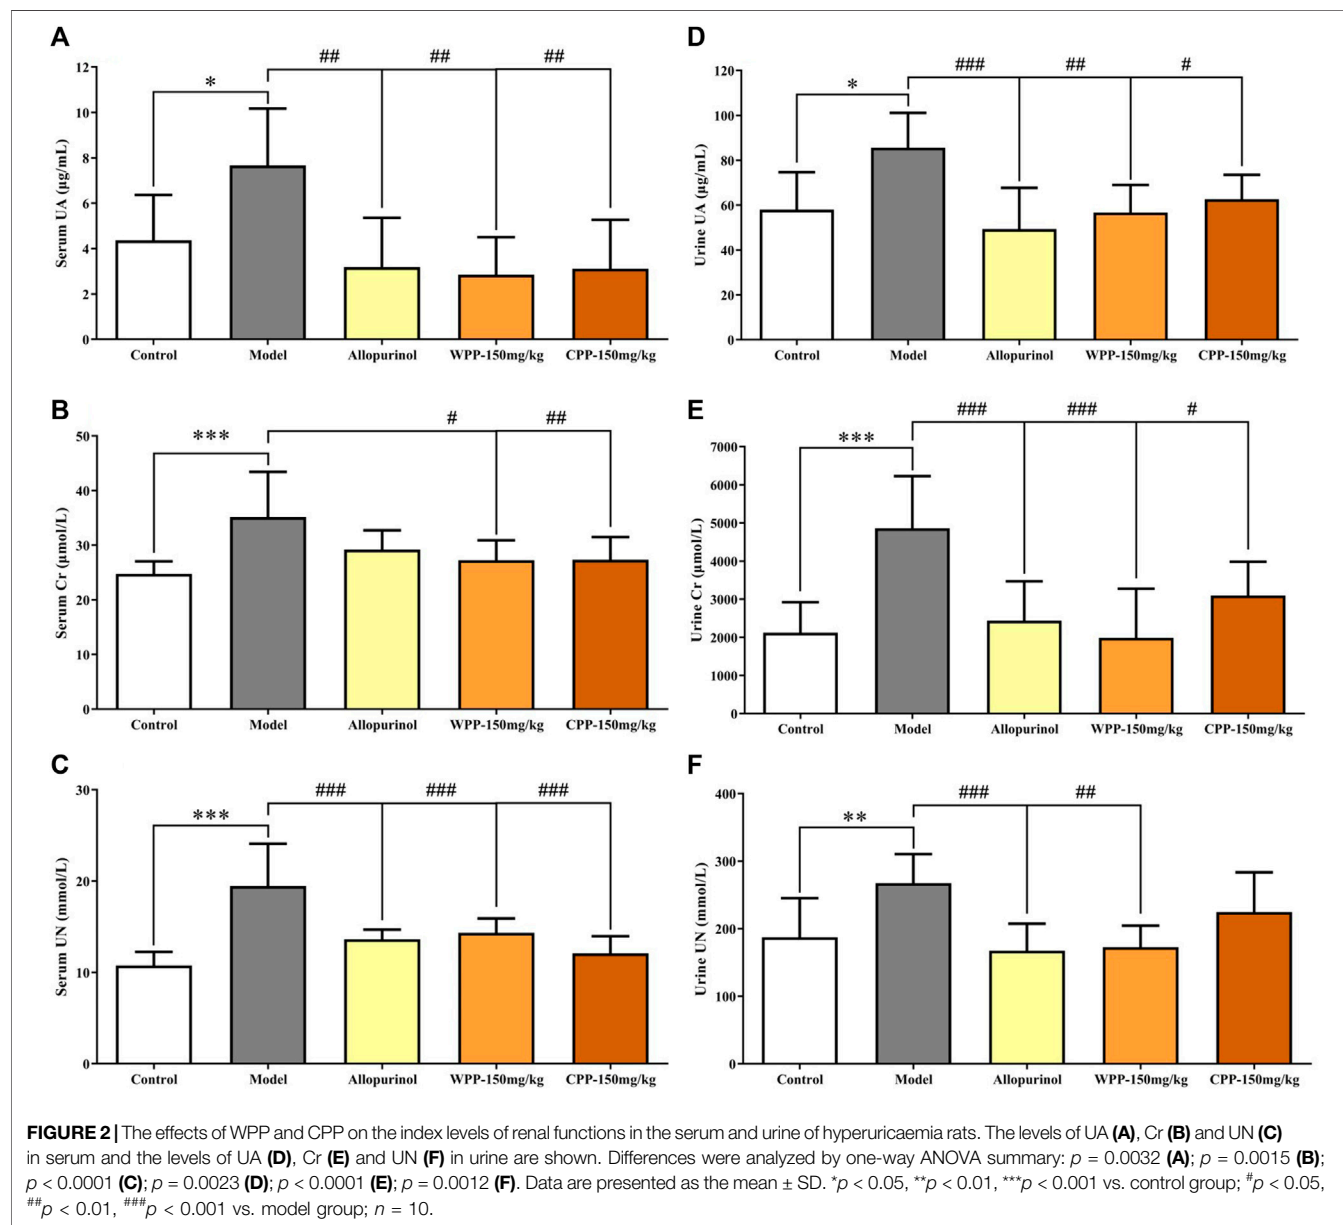 A
Serum UA (µg/mL)
12
10
8
6
4
2
0
*
##
##
##
Control Model Allopurinol WPP-150mg/kg CPP-150mg/kg
D
Urine UA (µg/mL)
120
100
80
60
40
20
0
*
###
##
#
Control Model Allopurinol WPP-150mg/kg CPP-150mg/kg
B
Serum Cr (µmol/L)
50
40
30
20
10
0
***
#
##
Control Model Allopurinol WPP-150mg/kg CPP-150mg/kg
E
Urine Cr (µmol/L)
7000
6000
5000
4000
3000
2000
1000
0
***
###
###
#
Control Model Allopurinol WPP-150mg/kg CPP-150mg/kg
C
Serum UN (mmol/L)
30
20
10
0
***
###
###
###
Control Model Allopurinol WPP-150mg/kg CPP-150mg/kg
F
Urine UN (mmol/L)
400
300
200
100
0
**
###
##
Control Model Allopurinol WPP-150mg/kg CPP-150mg/kg
FIGURE 2 | The effects of WPP and CPP on the index levels of renal functions in the serum and urine of hyperuricaemia rats. The levels of UA (A), Cr (B) and UN (C)
in serum and the levels of UA (D), Cr (E) and UN (F) in urine are shown. Differences were analyzed by one-way ANOVA summary: p = 0.0032 (A); p = 0.0015 (B);
p < 0.0001 (C); p = 0.0023 (D); p < 0.0001 (E); p = 0.0012 (F). Data are presented as the mean ± SD. *p < 0.05, **p < 0.01, ***p < 0.001 vs. control group; #p < 0.05,
##p < 0.01, ###p < 0.001 vs. model group; n = 10.